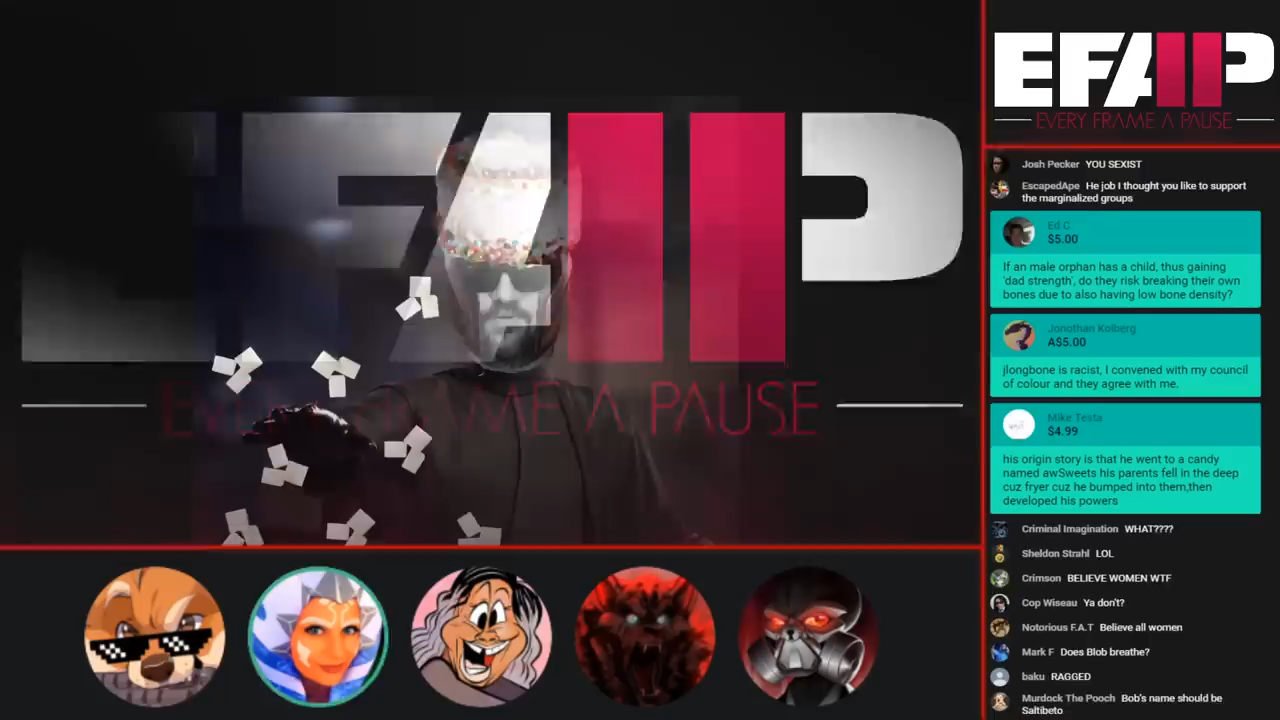 EFAP
EVERY FRAME A PAUSE
EFAP
EVERY FRAME A PAUSE
Josh Pecker YOU SEXIST
EscapedApe He job I thought you like to support
the marginalized groups
Ed C
$5.00
If an male orphan has a child, thus gaining
'dad strength', do they risk breaking their own
bones due to also having low bone density?
Jonothan Kolberg
A$5.00
jlongbone is racist, I convened with my council
of colour and they agree with me.
Mike Testa
$4.99
his origin story is that he went to a candy
named awSweets his parents fell in the deep
cuz fryer cuz he bumped into them,then
developed his powers
Criminal Imagination WHAT????
Sheldon Strahl LOL
Crimson BELIEVE WOMEN WTF
Cop Wiseau Ya don't?
Notorious F.A.T Believe all women
Mark F Does Blob breathe?
baku RAGGED
Murdock The Pooch Bob's name should be
Saltibeto